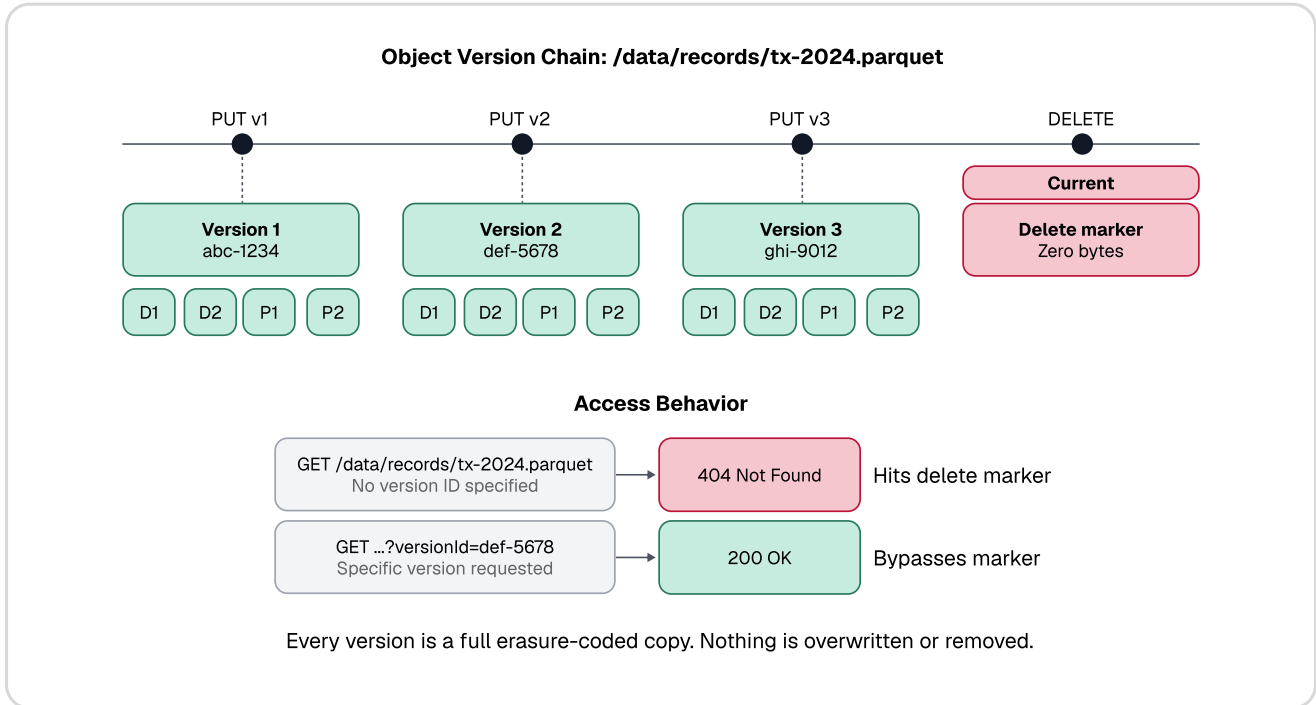 Object Version Chain: /data/records/tx-2024.parquet
PUT v1
PUT v2
PUT v3
DELETE
Current
Version 1
abc-1234
Version 2
def-5678
Version 3
ghi-9012
Delete marker
Zero bytes
D1
D2
P1
P2
D1
D2
P1
P2
D1
D2
P1
P2
Access Behavior
GET /data/records/tx-2024.parquet
No version ID specified
404 Not Found
Hits delete marker
GET ...?versionId=def-5678
Specific version requested
200 OK
Bypasses marker
Every version is a full erasure-coded copy. Nothing is overwritten or removed.